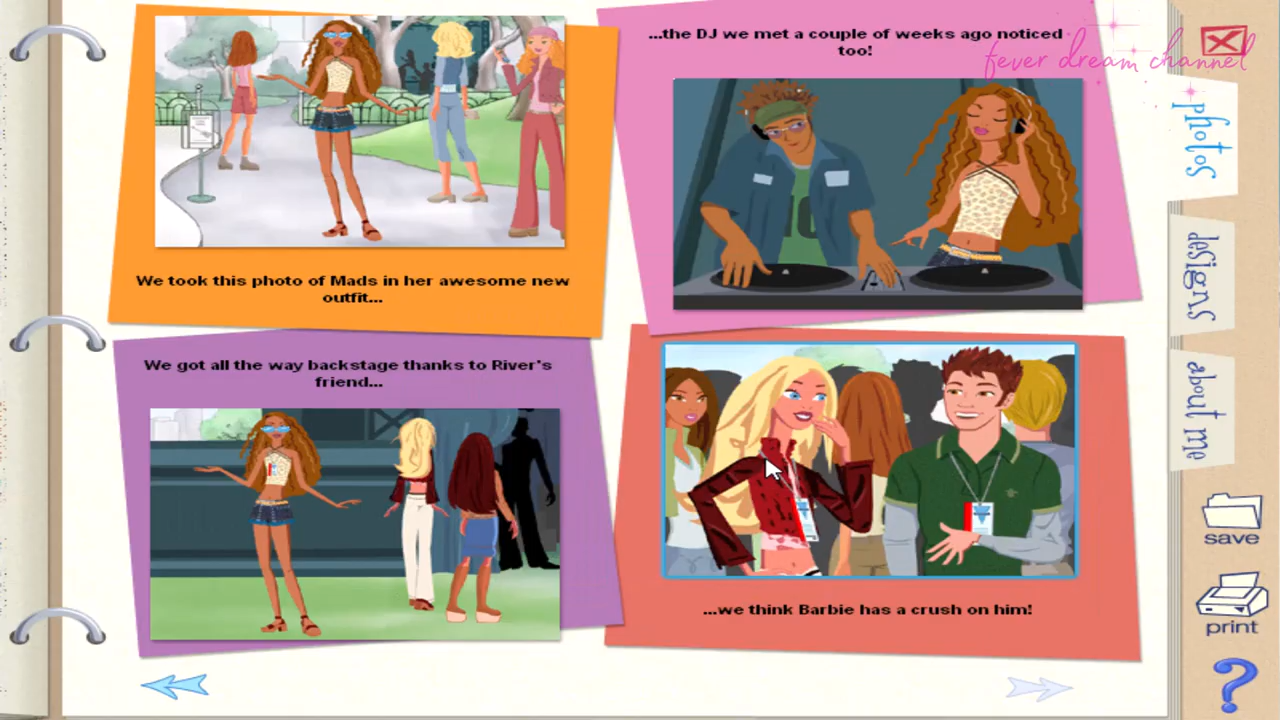 We took this photo of Mads in her awesome new
outfit...
...the DJ we met a couple of weeks ago noticed
too!
We got all the way backstage thanks to River's
friend...
...we think Barbie has a crush on him!
fever dream channel
photos
designs
about me
save
print
?